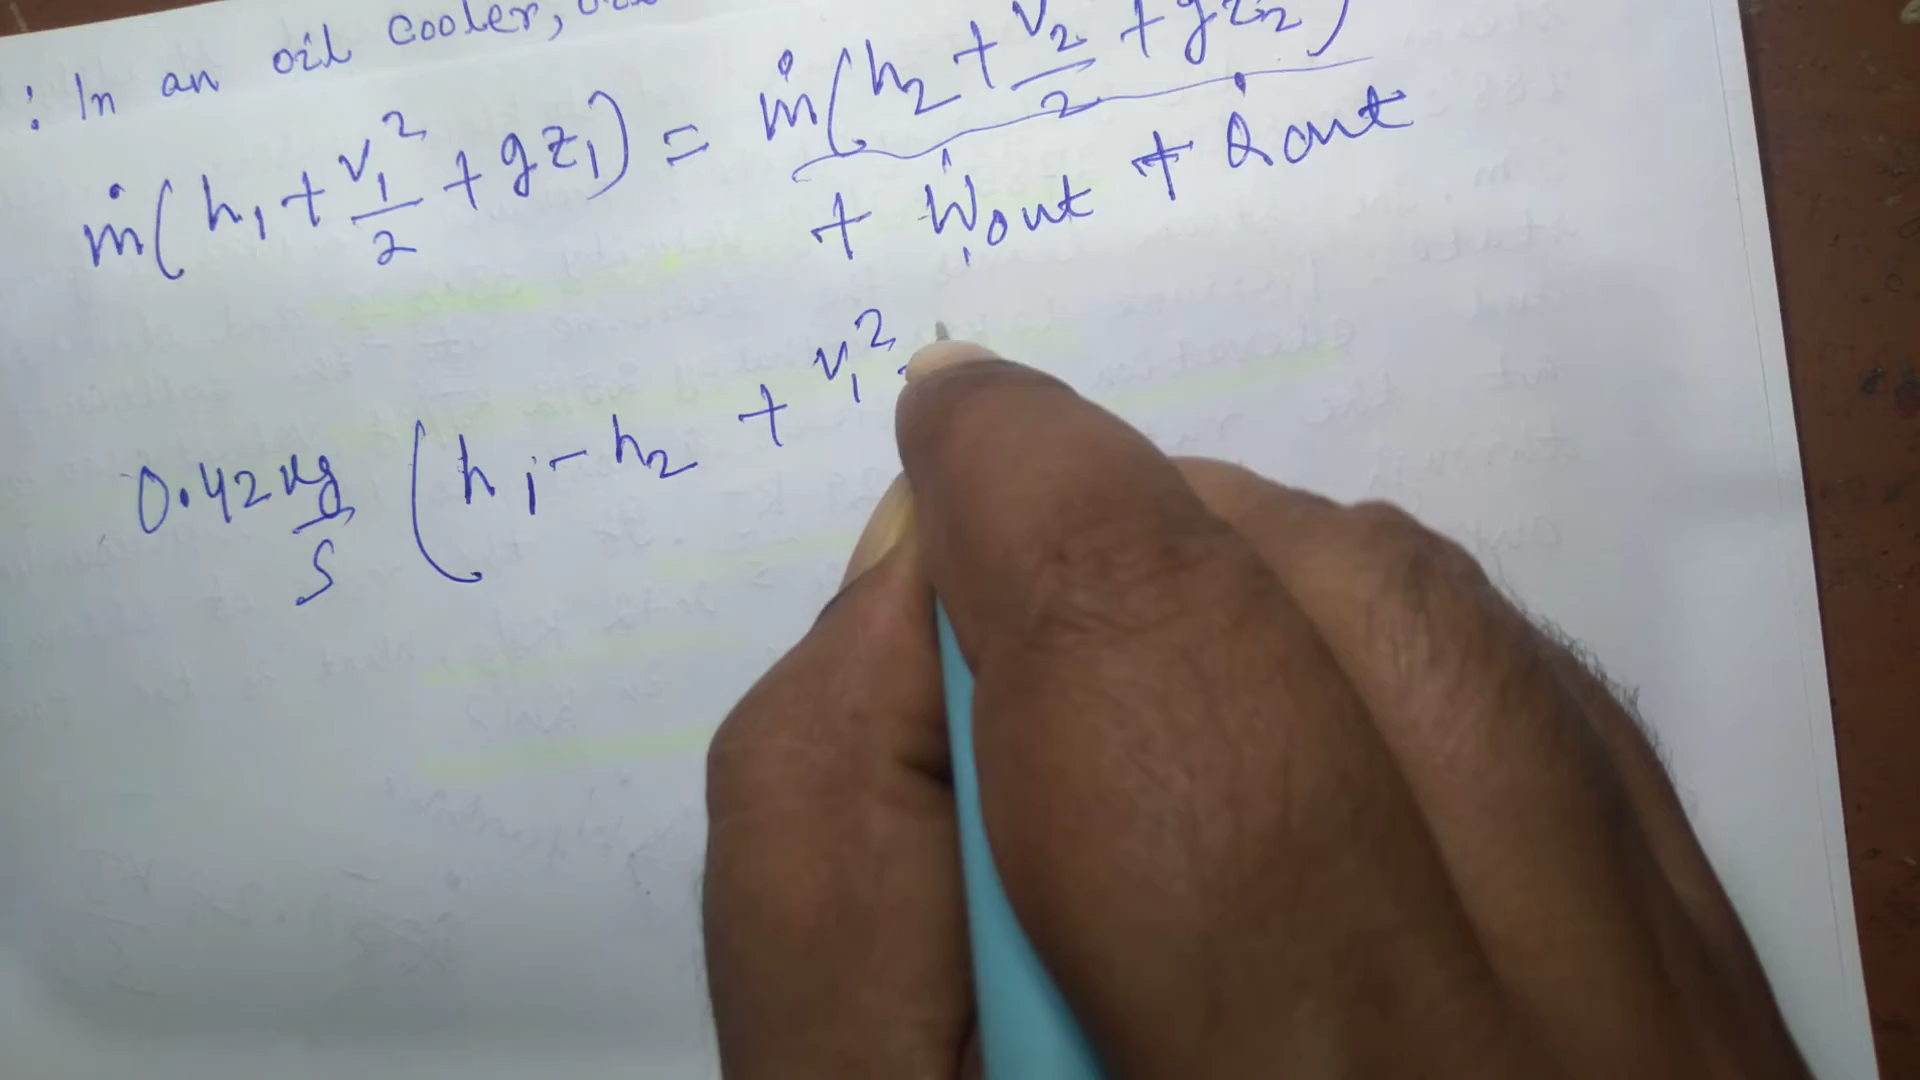 : In an oil cooler,
ṁ(h₁ + v₁²/2 + gz₁) = ṁ(h₂ + v₂/2 + gz₂)
+ Ẇout + Q̇out
0.42 kg/s (h₁ - h₂ + v₁²